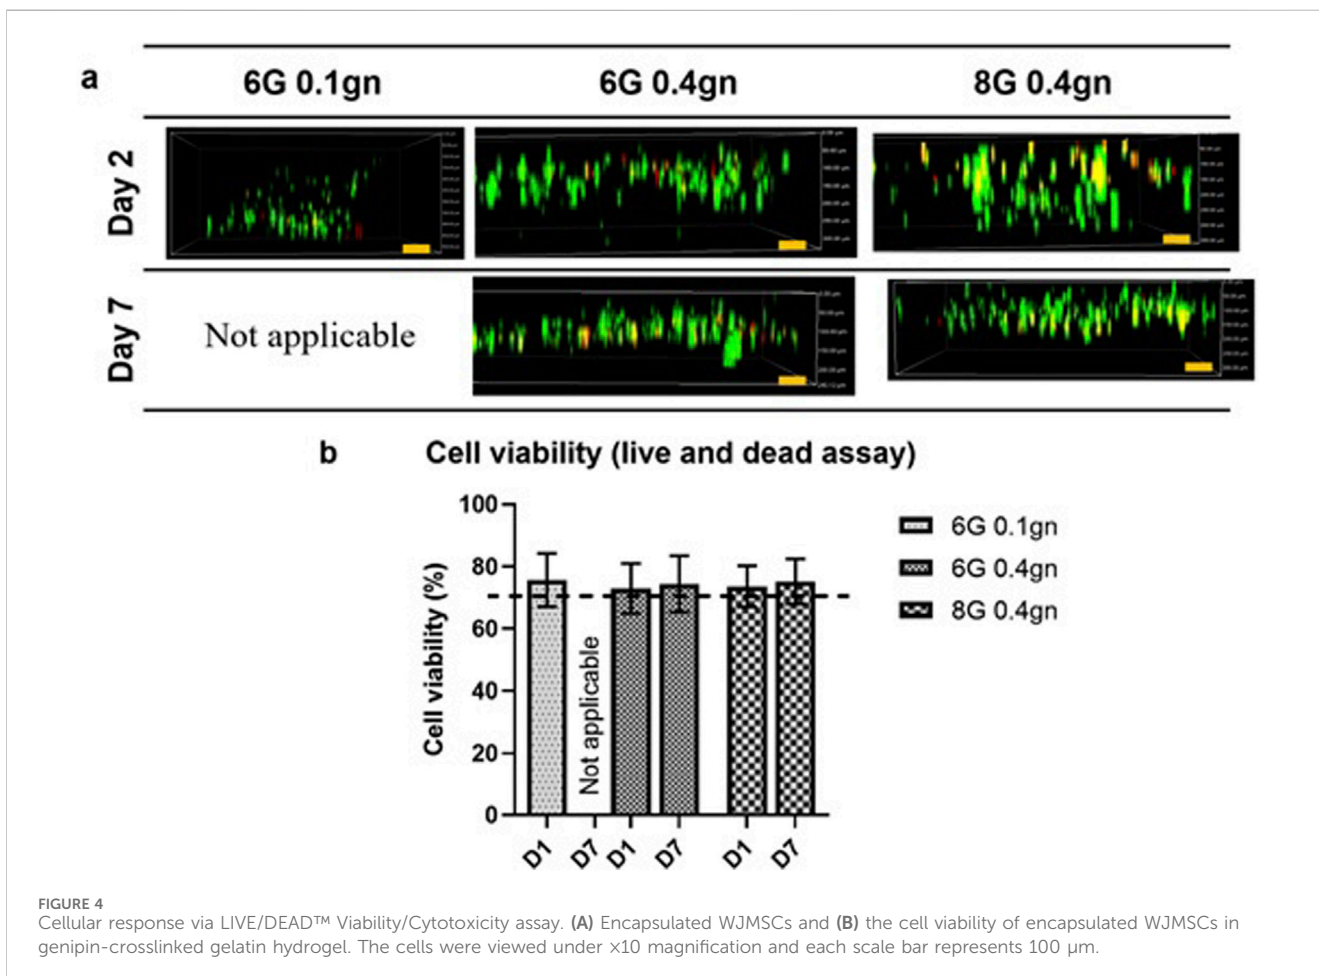 a
6G 0.1gn
6G 0.4gn
8G 0.4gn
Day 2
Day 7
Not applicable
b
Cell viability (live and dead assay)
Cell viability (%)
100
80
60
40
20
0
Not applicable
D1
D7
D1
D7
D1
D7
6G 0.1gn
6G 0.4gn
8G 0.4gn
FIGURE 4
Cellular response via LIVE/DEAD™ Viability/Cytotoxicity assay. (A) Encapsulated WJMSCs and (B) the cell viability of encapsulated WJMSCs in
genipin-crosslinked gelatin hydrogel. The cells were viewed under ×10 magnification and each scale bar represents 100 μm.